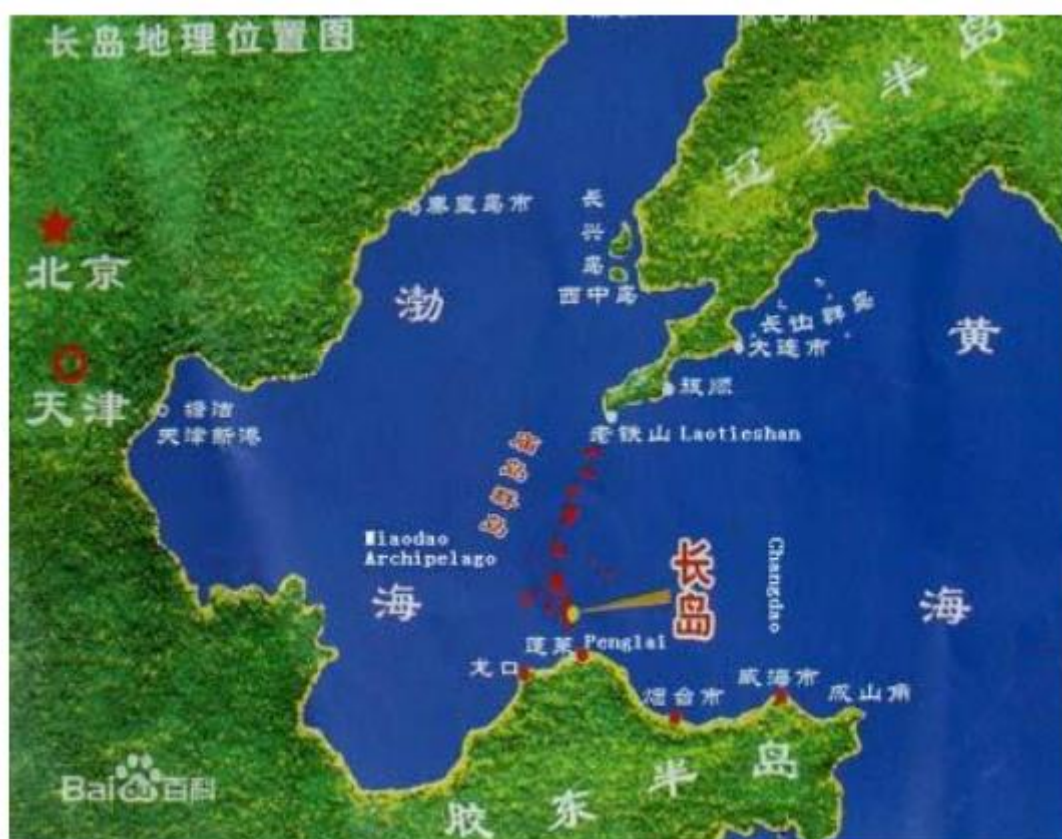 长岛地理位置图
辽东半岛
秦皇岛市
长兴岛
西中岛
北京
渤
长山群岛
大连市
黄
天津
塘沽
天津新港
旅顺
老铁山 Laotieshan
庙岛群岛
Miaodao
Archipelago
长岛
Changdao
海
海
蓬莱 Penglai
龙口
烟台市
威海市
成山角
胶东半岛
Bai 百科